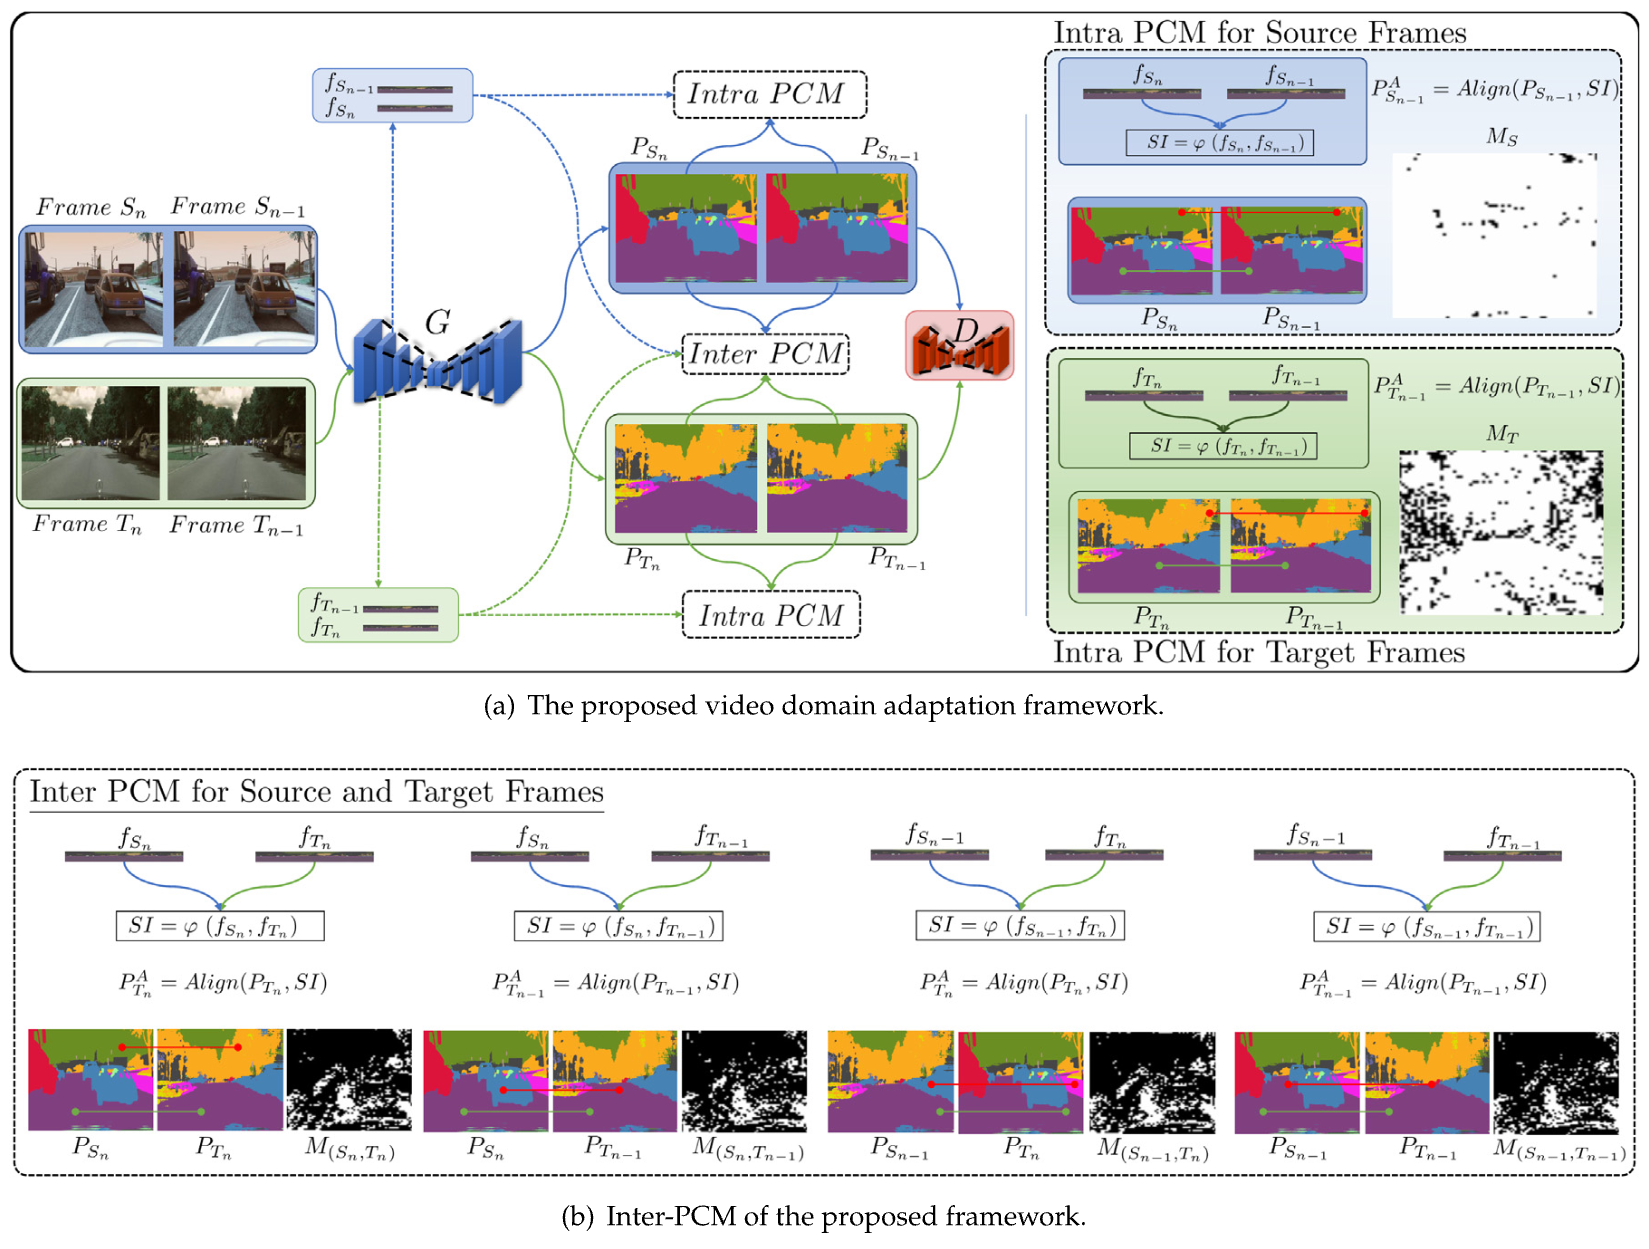 Intra PCM for Source Frames
f_{S_{n-1}}
f_{S_n}
Intra PCM
f_{S_n} f_{S_{n-1}}
P^A_{S_{n-1}} = Align(P_{S_{n-1}}, SI)
SI = φ (f_{S_n}, f_{S_{n-1}})
M_S
P_{S_n} P_{S_{n-1}}
Frame S_n Frame S_{n-1}
P_{S_n} P_{S_{n-1}}
G
Inter PCM
D
f_{T_n} f_{T_{n-1}}
P^A_{T_{n-1}} = Align(P_{T_{n-1}}, SI)
SI = φ (f_{T_n}, f_{T_{n-1}})
M_T
Frame T_n Frame T_{n-1}
P_{T_n} P_{T_{n-1}}
f_{T_{n-1}}
f_{T_n}
Intra PCM
P_{T_n} P_{T_{n-1}}
Intra PCM for Target Frames
(a) The proposed video domain adaptation framework.
Inter PCM for Source and Target Frames
f_{S_n} f_{T_n} f_{S_n} f_{T_{n-1}} f_{S_n-1} f_{T_n} f_{S_n-1} f_{T_{n-1}}
SI = φ (f_{S_n}, f_{T_n}) SI = φ (f_{S_n}, f_{T_{n-1}}) SI = φ (f_{S_{n-1}}, f_{T_n}) SI = φ (f_{S_{n-1}}, f_{T_{n-1}})
P^A_{T_n} = Align(P_{T_n}, SI) P^A_{T_{n-1}} = Align(P_{T_{n-1}}, SI) P^A_{T_n} = Align(P_{T_n}, SI) P^A_{T_{n-1}} = Align(P_{T_{n-1}}, SI)
P_{S_n} P_{T_n} M_{(S_n,T_n)} P_{S_n} P_{T_{n-1}} M_{(S_n,T_{n-1})} P_{S_{n-1}} P_{T_n} M_{(S_{n-1},T_n)} P_{S_{n-1}} P_{T_{n-1}} M_{(S_{n-1},T_{n-1})}
(b) Inter-PCM of the proposed framework.